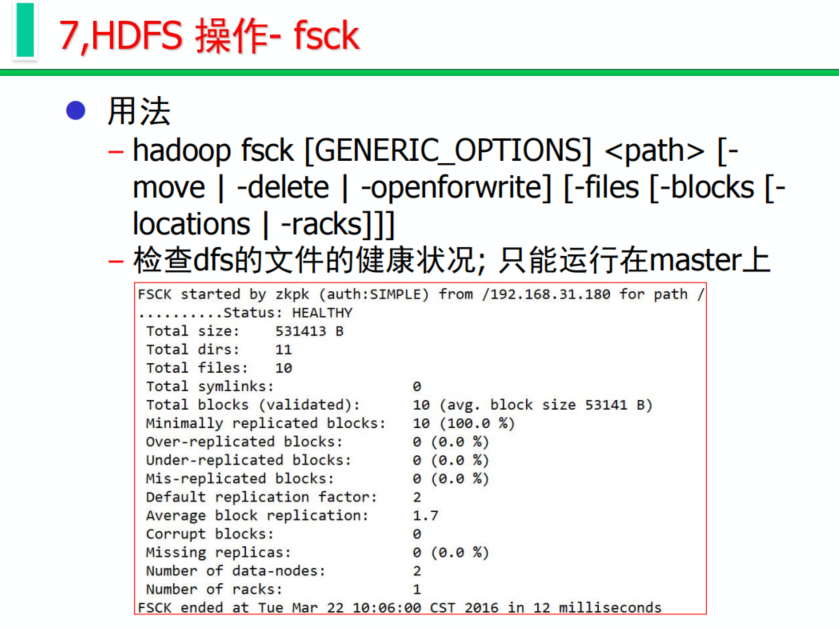 7,HDFS 操作- fsck
用法
– hadoop fsck [GENERIC_OPTIONS] <path> [-
move | -delete | -openforwrite] [-files [-blocks [-
locations | -racks]]]
– 检查dfs的文件的健康状况; 只能运行在master上
FSCK started by zkpk (auth:SIMPLE) from /192.168.31.180 for path /
..........Status: HEALTHY
Total size: 531413 B
Total dirs: 11
Total files: 10
Total symlinks: 0
Total blocks (validated): 10 (avg. block size 53141 B)
Minimally replicated blocks: 10 (100.0 %)
Over-replicated blocks: 0 (0.0 %)
Under-replicated blocks: 0 (0.0 %)
Mis-replicated blocks: 0 (0.0 %)
Default replication factor: 2
Average block replication: 1.7
Corrupt blocks: 0
Missing replicas: 0 (0.0 %)
Number of data-nodes: 2
Number of racks: 1
FSCK ended at Tue Mar 22 10:06:00 CST 2016 in 12 milliseconds